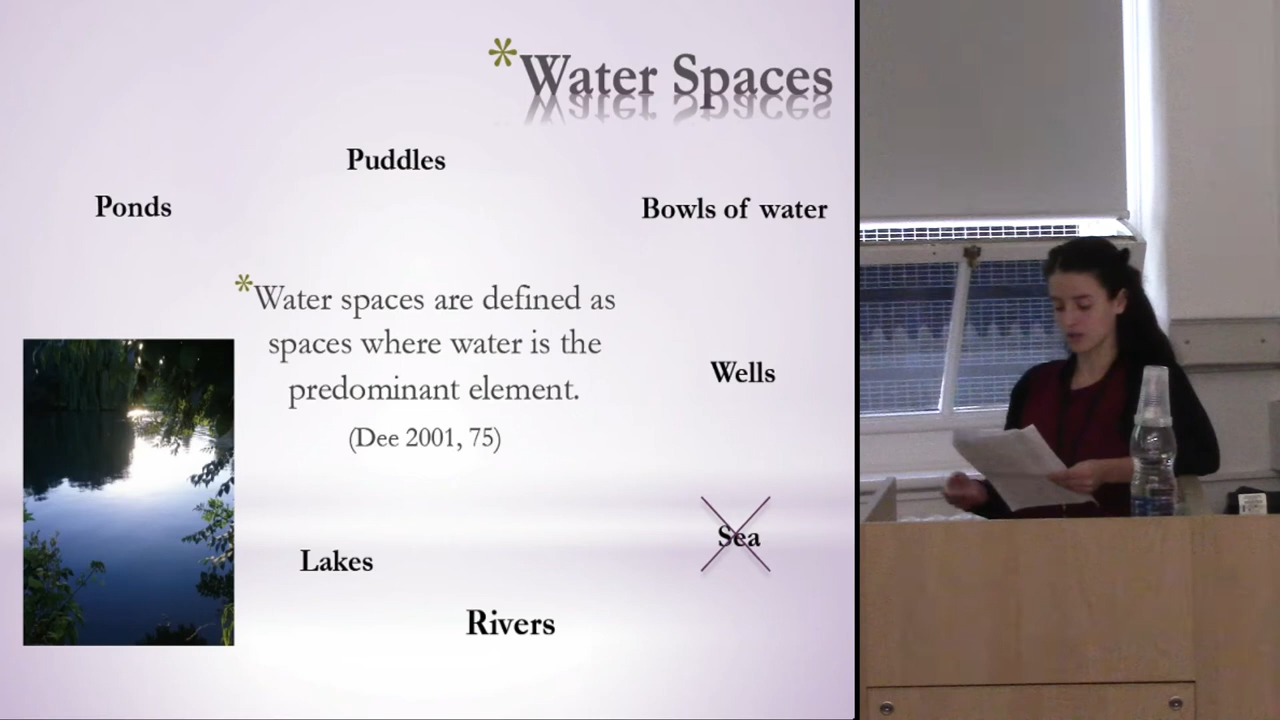 *Water Spaces
Puddles
Ponds
Bowls of water
*Water spaces are defined as
spaces where water is the
predominant element.
(Dee 2001, 75)
Wells
Sea
Lakes
Rivers